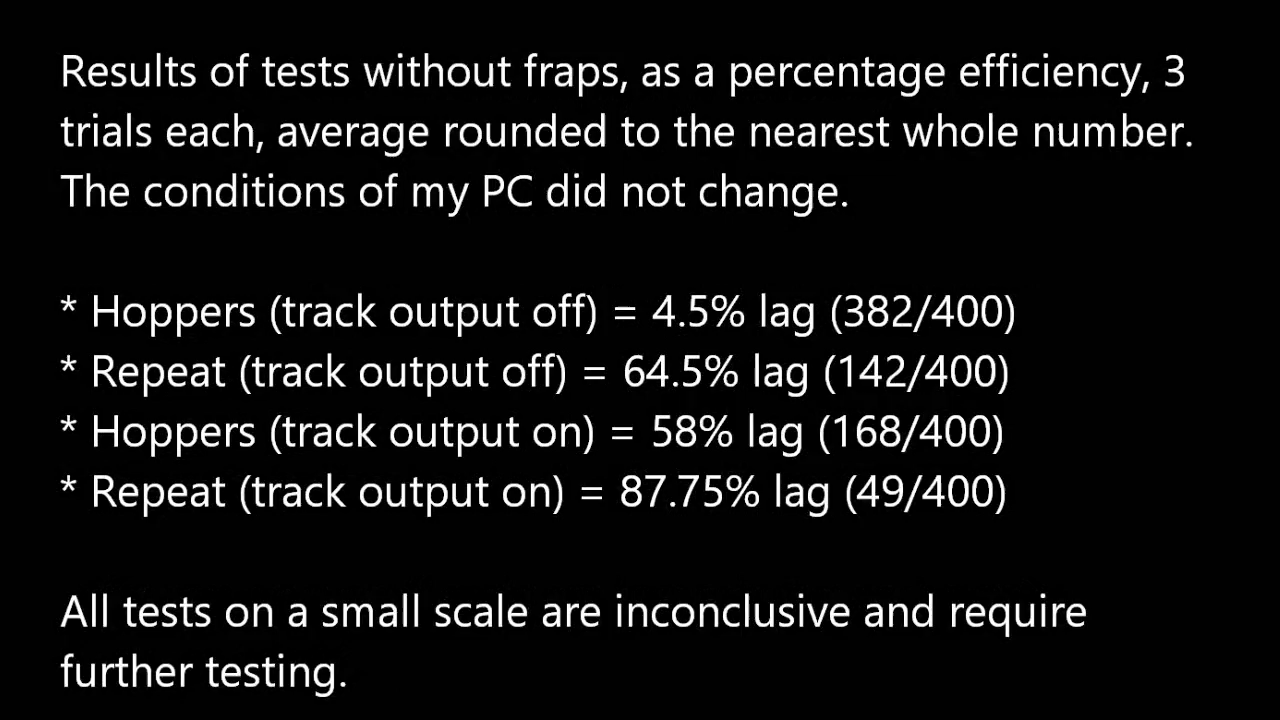 Results of tests without fraps, as a percentage efficiency, 3
trials each, average rounded to the nearest whole number.
The conditions of my PC did not change.
* Hoppers (track output off) = 4.5% lag (382/400)
* Repeat (track output off) = 64.5% lag (142/400)
* Hoppers (track output on) = 58% lag (168/400)
* Repeat (track output on) = 87.75% lag (49/400)
All tests on a small scale are inconclusive and require
further testing.